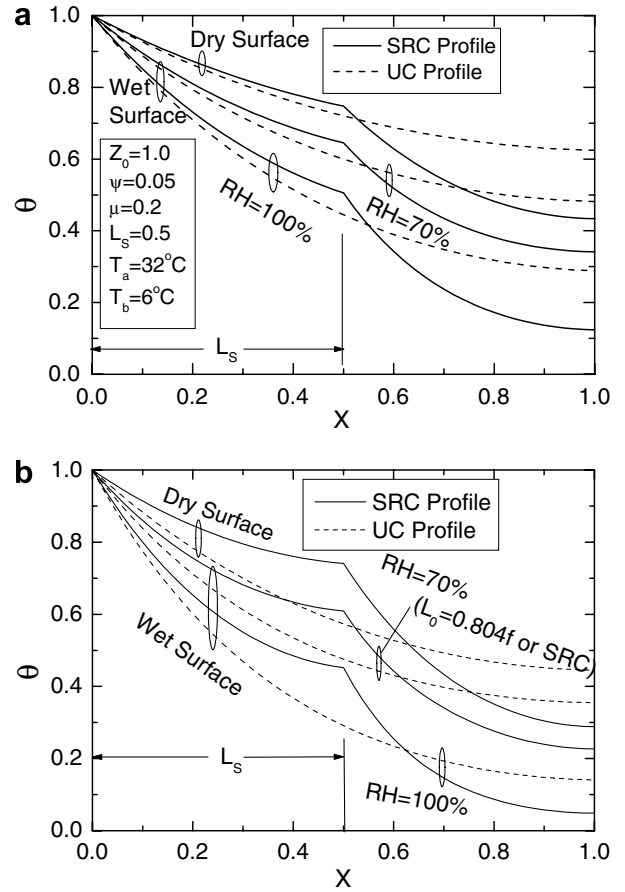 a
1.0
0.8
0.6
0.4
0.2
0.0
θ
Dry Surface
Wet
Surface
SRC Profile
UC Profile
Z0=1.0
ψ=0.05
μ=0.2
LS=0.5
Ta=32°C
Tb=6°C
RH=100%
RH=70%
LS
0.0 0.2 0.4 0.6 0.8 1.0
X
b
1.0
0.8
0.6
0.4
0.2
0.0
θ
Dry Surface
Wet Surface
SRC Profile
UC Profile
RH=70%
(L0=0.804f or SRC)
LS
RH=100%
0.0 0.2 0.4 0.6 0.8 1.0
X